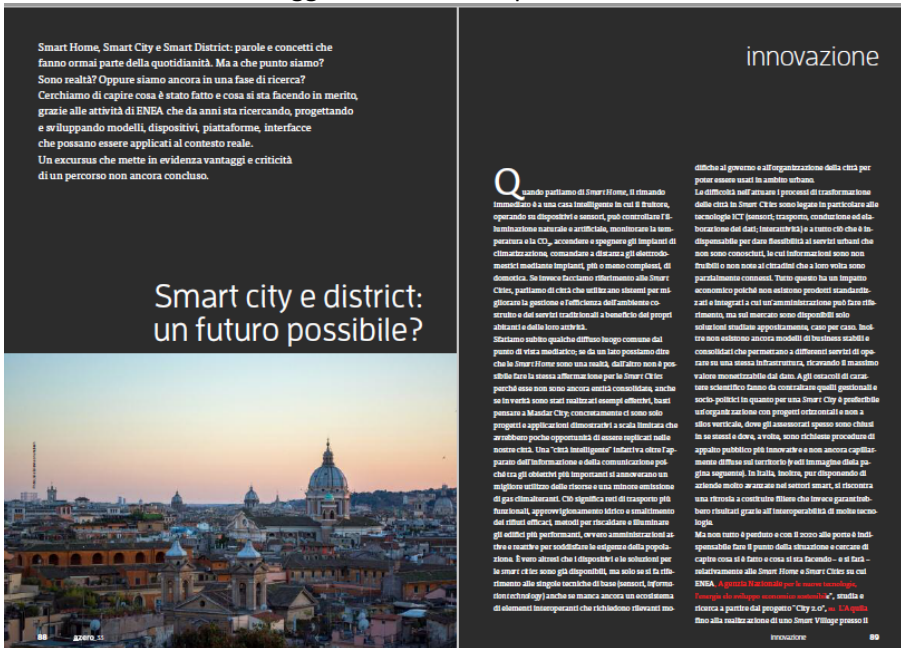 Smart Home, Smart City e Smart District: parole e concetti che
fanno ormai parte della quotidianità. Ma a che punto siamo?
Sono realtà? Oppure siamo ancora in una fase di ricerca?
Cerchiamo di capire cosa è stato fatto e cosa si sta facendo in merito,
grazie alle attività di ENEA che da anni sta ricercando, progettando
e sviluppando modelli, dispositivi, piattaforme, interfacce
che possano essere applicati al contesto reale.
Un excursus che mette in evidenza vantaggi e criticità
di un percorso non ancora concluso.
Smart city e district:
un futuro possibile?
88 azero_33
innovazione
Quando parliamo di Smart Home, il rimando
immediato è una casa intelligente in cui il fruitore,
operando su dispositivi e sensori, può controllare l'il-
luminazione naturale e artificiale, monitorare la tem-
peratura e la CO₂, accendere e spegnere gli impianti di
climatizzazione, comandare a distanza gli elettrodo-
mestici mediante impianti, più o meno complessi, di
domotica. Se invece facciamo riferimento alle Smart
Cities, parliamo di città che utilizzano sistemi per mi-
gliorare la gestione e l'efficienza dell'ambiente co-
struito e dei servizi tradizionali a beneficio dei propri
abitanti e delle loro attività.
Sfatiamo subito qualche diffuso luogo comune dal
punto di vista mediatico; se da un lato possiamo dire
che le Smart Home sono una realtà, dall'altro non è pos-
sibile fare la stessa affermazione per le Smart Cities
perché esse non sono ancora entità consolidate, anche
se in verità sono stati realizzati esempi effettivi, basti
pensare a Masdar City; concretamente ci sono solo
progetti e applicazioni dimostrativi a scala limitata che
avrebbero poche opportunità di essere replicati nelle
nostre città. Una "città intelligente" infatti va oltre l'ap-
parato dell'informazione e della comunicazione poi-
ché tra gli obiettivi più importanti si annoverano un
migliore utilizzo delle risorse e una minore emissione
di gas climalteranti. Ciò significa reti di trasporto più
funzionali, approvvigionamento idrico e smaltimento
dei rifiuti efficaci, metodi per riscaldare e illuminare
gli edifici più performanti, ovvero amministrazioni at-
tive e reattive per soddisfare le esigenze della popola-
zione. È vero altresì che i dispositivi e le soluzioni per
le smart cities sono già disponibili, ma solo se si fa rife-
rimento alle singole tecniche di base (sensori, informa-
tion technology) anche se manca ancora un ecosistema
di elementi interoperanti che richiedono rilevanti mo-
difiche al governo e all'organizzazione della città per
poter essere usati in ambito urbano.
Le difficoltà nell'attuare i processi di trasformazione
delle città in Smart Cities sono legate in particolare alle
tecnologie ICT (sensori; trasporto, conduzione ed ela-
borazione dei dati; interattività) e a tutto ciò che è in-
dispensabile per dare flessibilità ai servizi urbani che
non sono conosciuti, le cui informazioni sono non
fruibili o non note ai cittadini che a loro volta sono
parzialmente connessi. Tutto questo ha un impatto
economico poiché non esistono prodotti standardiz-
zati e integrati a cui un'amministrazione può fare rife-
rimento, ma sul mercato sono disponibili solo
soluzioni studiate appositamente, caso per caso. Inol-
tre non esistono ancora modelli di business stabili e
consolidati che permettano a differenti servizi di ope-
rare su una stessa infrastruttura, ricavando il massimo
valore monetizzabile dal dato. Agli ostacoli di carat-
tere scientifico fanno da contraltare quelli gestionali e
socio-politici in quanto per una Smart City è preferibile
un'organizzazione con progetti orizzontali e non a
silos verticale, dove gli assessorati spesso sono chiusi
in se stessi e dove, a volte, sono richieste procedure di
appalto pubblico più innovative e non ancora capillar-
mente diffuse sul territorio (vedi immagine della pa-
gina seguente). In Italia, inoltre, pur disponendo di
aziende molto avanzate nei settori smart, si riscontra
una ritrosia a costituire filiere che invece garantireb-
bero risultati grazie all'interoperabilità di molte tecno-
logie.
Ma non tutto è perduto e con il 2020 alle porte è indi-
spensabile fare il punto della situazione e cercare di
capire cosa si è fatto e cosa si sta facendo – e si farà –
relativamente alle Smart Home e Smart Cities su cui
ENEA, Agenzia Nazionale per le nuove tecnologie,
l'energia e lo sviluppo economico sostenibile", studia e
ricerca a partire dal progetto "City 2.0", su L'Aquila
fino alla realizzazione di uno Smart Village presso il
innovazione 89